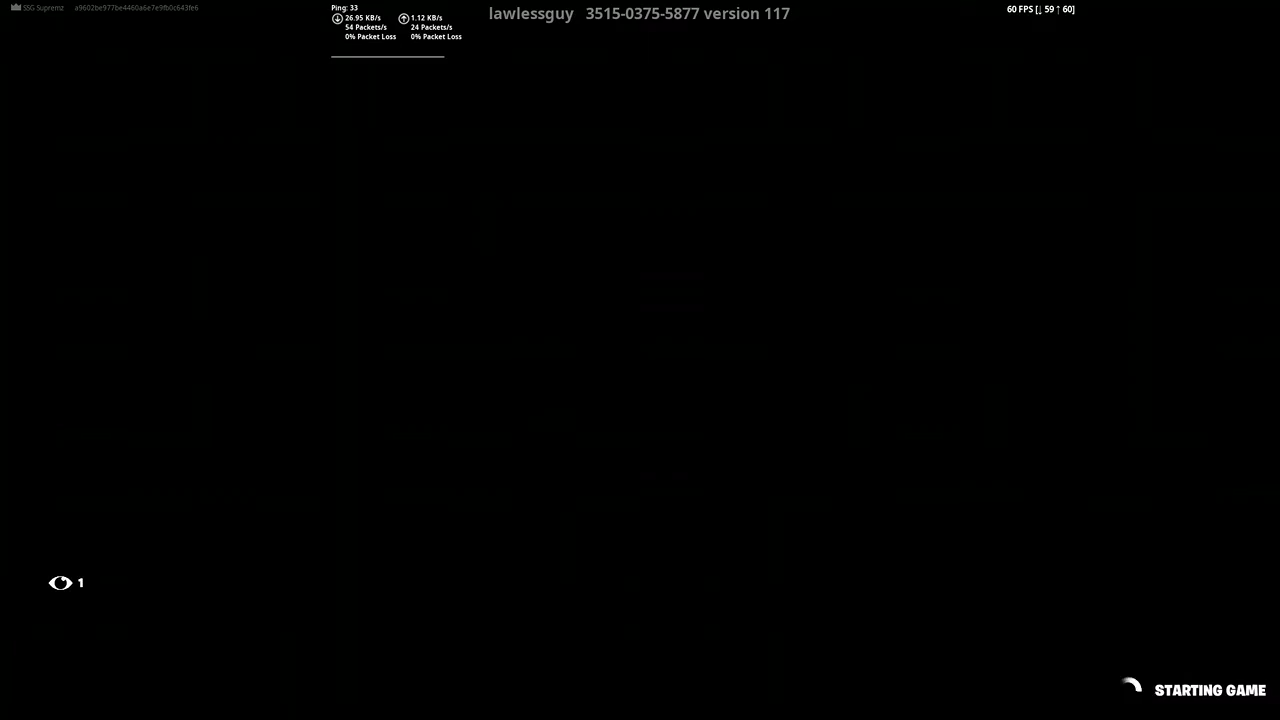 SSG Supremz a9602be977be4460a6e7e9fb0c643fe6
Ping: 33
26.95 KB/s 1.12 KB/s
54 Packets/s 24 Packets/s
0% Packet Loss 0% Packet Loss
lawlessguy 3515-0375-5877 version 117
60 FPS [↓ 59 ↑ 60]
1
STARTING GAME